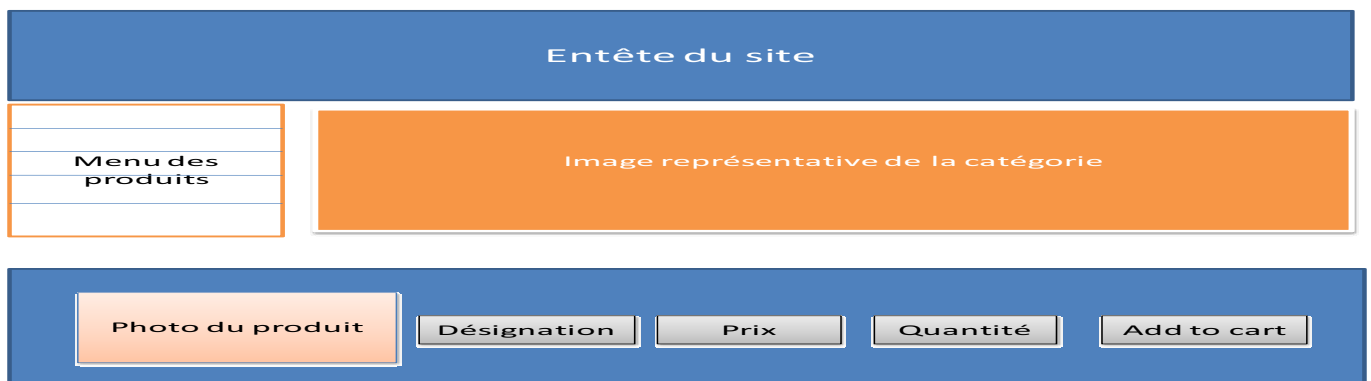 Entête du site
Menu des
produits
Image représentative de la catégorie
Photo du produit
Désignation
Prix
Quantité
Add to cart